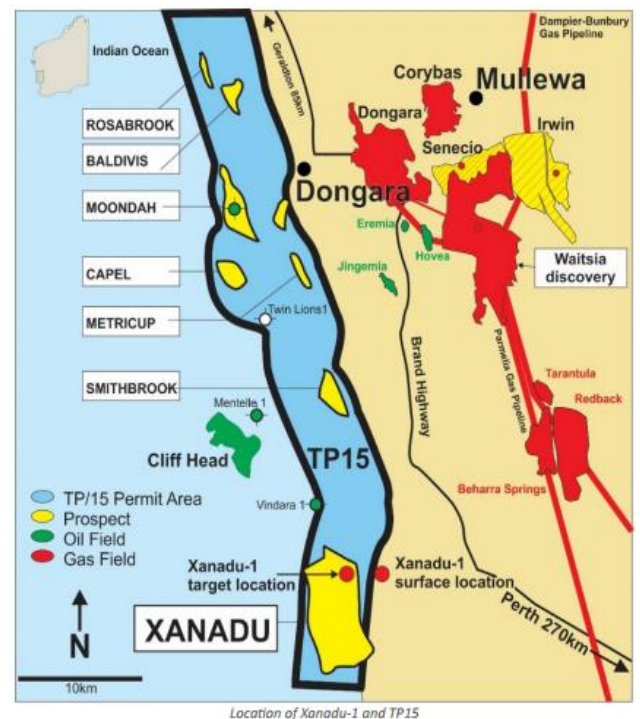 Dampier-Bunbury
Gas Pipeline
Indian Ocean
Geraldton 85km
Corybas
Mullewa
Dongara
Irwin
Senecio
ROSABROOK
BALDIVIS
Dongara
MOONDAH
Eremia
Hovea
Waitsia
discovery
Jingemla
CAPEL
METRICUP
Twin Lions1
Brand Highway
Parmelia Gas Pipeline
SMITHBROOK
Tarantula
Redback
Mentelle 1
Cliff Head
TP15
Beharra Springs
TP/15 Permit Area
Prospect
Oil Field
Gas Field
Vindara 1
Xanadu-1
target location
Xanadu-1
surface location
XANADU
Perth 270km
N
10km
Location of Xanadu-1 and TP15